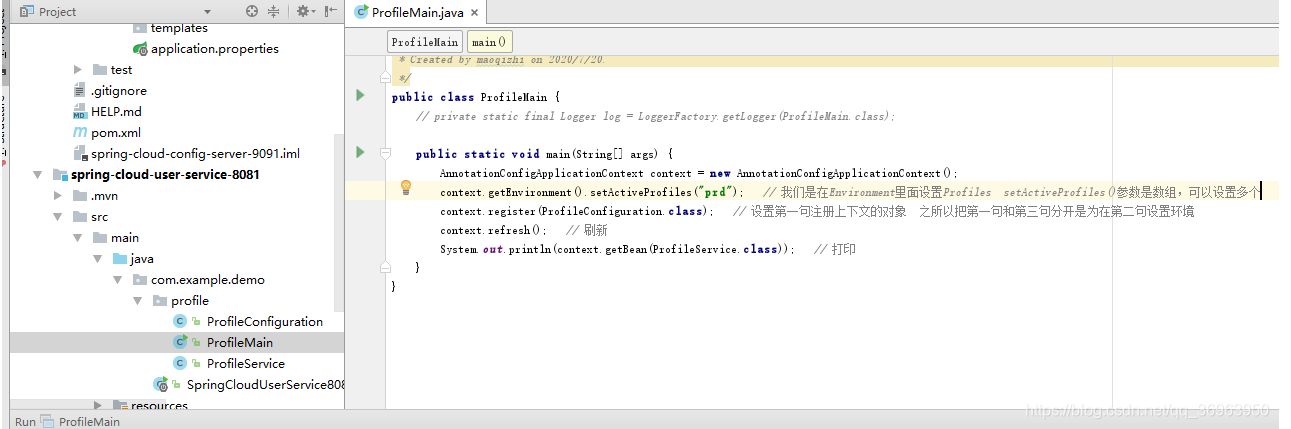 Project
templates
application.properties
test
.gitignore
HELP.md
pom.xml
spring-cloud-config-server-9091.iml
spring-cloud-user-service-8081
.mvn
src
main
java
com.example.demo
profile
ProfileConfiguration
ProfileMain
ProfileService
SpringCloudUserService808
resources
Run ProfileMain
ProfileMain.java
ProfileMain main()
* Created by maoqishi on 2020/7/20.
*/
public class ProfileMain {
// private static final Logger log = LoggerFactory.getLogger(ProfileMain.class);
public static void main(String[] args) {
AnnotationConfigApplicationContext context = new AnnotationConfigApplicationContext();
context.getEnvironment().setActiveProfiles("prd"); // 我们是在Environment里面设置Profiles setActiveProfiles()参数是数组，可以设置多个
context.register(ProfileConfiguration.class); // 设置第一句注册上下文的对象 之所以把第一句和第三句分开是为在第二句设置环境
context.refresh(); // 刷新
System.out.println(context.getBean(ProfileService.class)); // 打印
}
}
https://blog.csdn.net/qq_36963950